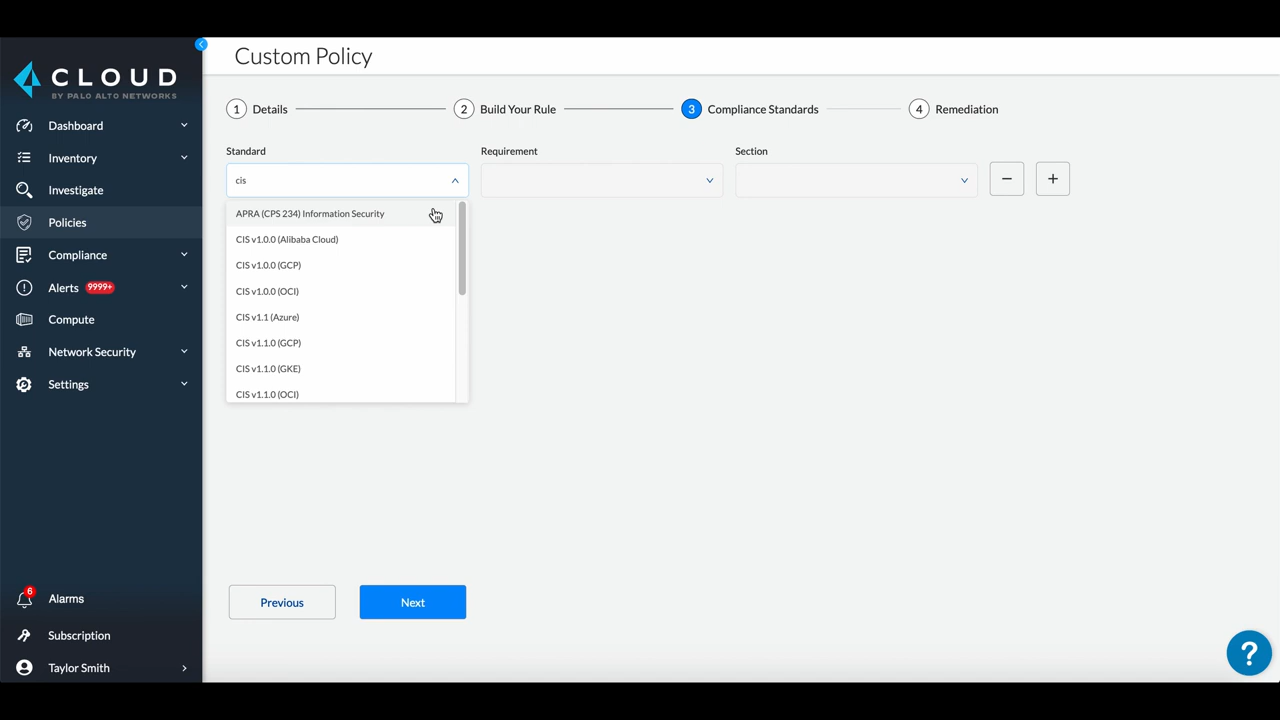 CLOUD
BY PALO ALTO NETWORKS
Dashboard
Inventory
Investigate
Policies
Compliance
Alerts 9999+
Compute
Network Security
Settings
6
Alarms
Subscription
Taylor Smith
Custom Policy
1 Details
2 Build Your Rule
3 Compliance Standards
4 Remediation
Standard Requirement Section
cis
− +
APRA (CPS 234) Information Security
CIS v1.0.0 (Alibaba Cloud)
CIS v1.0.0 (GCP)
CIS v1.0.0 (OCI)
CIS v1.1 (Azure)
CIS v1.1.0 (GCP)
CIS v1.1.0 (GKE)
CIS v1.1.0 (OCI)
Previous Next
?